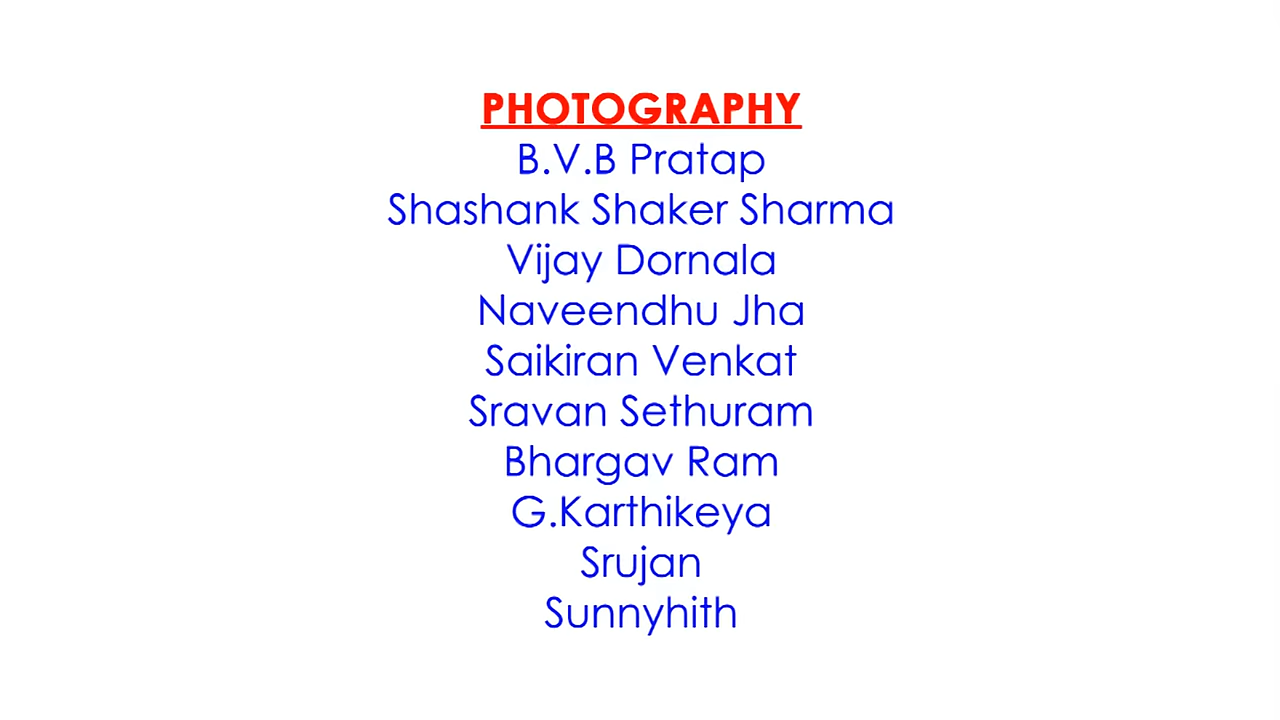 PHOTOGRAPHY
B.V.B Pratap
Shashank Shaker Sharma
Vijay Dornala
Naveendhu Jha
Saikiran Venkat
Sravan Sethuram
Bhargav Ram
G.Karthikeya
Srujan
Sunnyhith